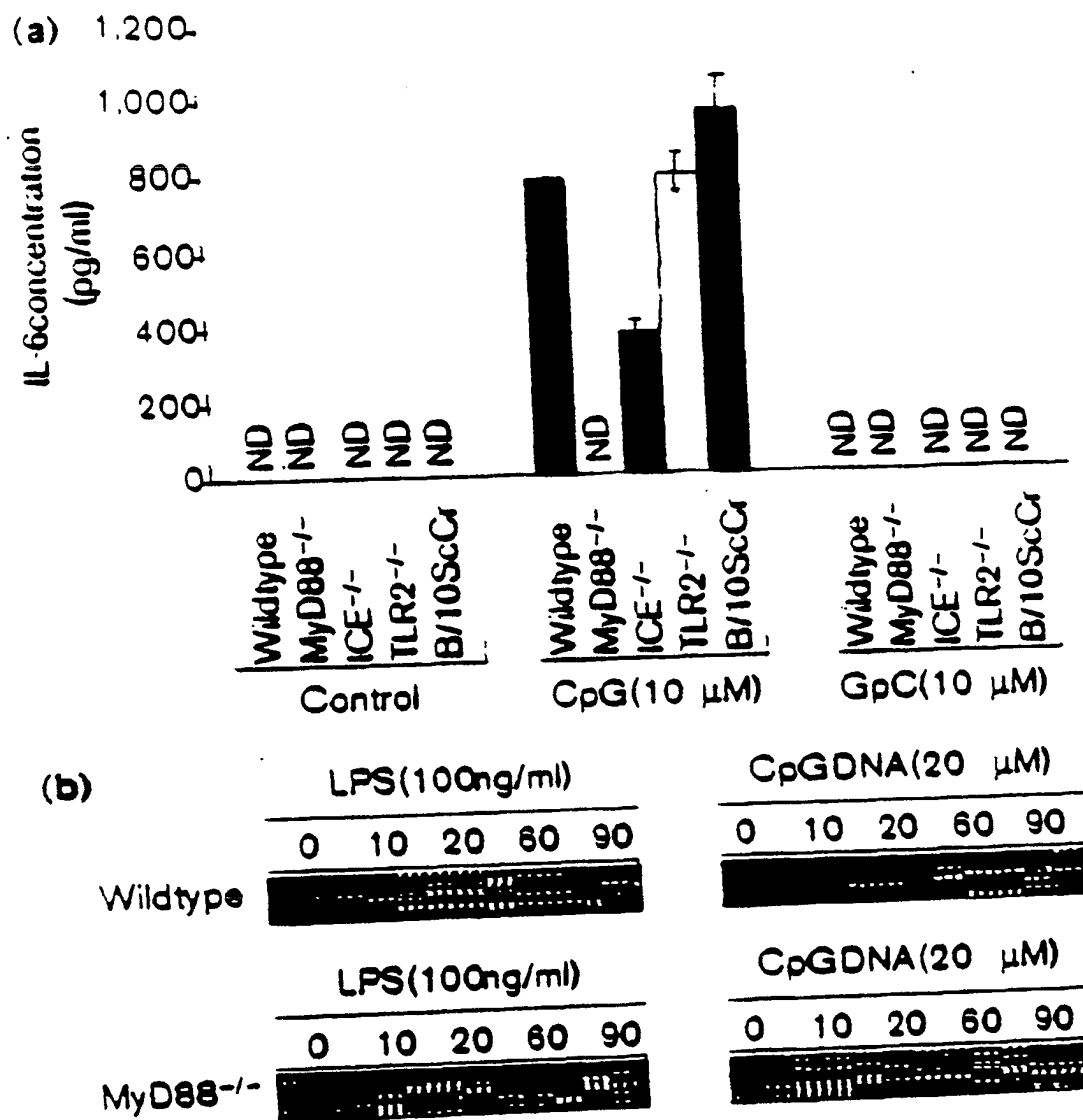 (a)
1,200
1,000
800
600
400
200
0
IL-6concentration
(pg/ml)
ND ND ND ND ND
ND
ND ND ND ND ND
Wildtype
MyD88-/-
ICE-/-
TLR2-/-
B/10ScCr
Wildtype
MyD88-/-
ICE-/-
TLR2-/-
B/10ScCr
Wildtype
MyD88-/-
ICE-/-
TLR2-/-
B/10ScCr
Control
CpG(10 μM)
GpC(10 μM)
(b)
LPS(100ng/ml)
CpGDNA(20 μM)
0 10 20 60 90
0 10 20 60 90
Wildtype
LPS(100ng/ml)
CpGDNA(20 μM)
0 10 20 60 90
0 10 20 60 90
MyD88-/-